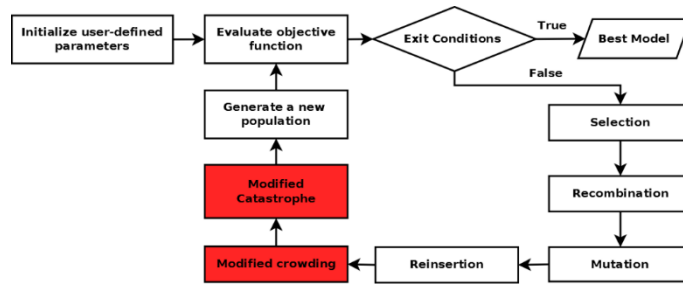 Initialize user-defined
parameters
Evaluate objective
function
Exit Conditions
True
Best Model
False
Generate a new
population
Selection
Modified
Catastrophe
Recombination
Modified crowding
Reinsertion
Mutation